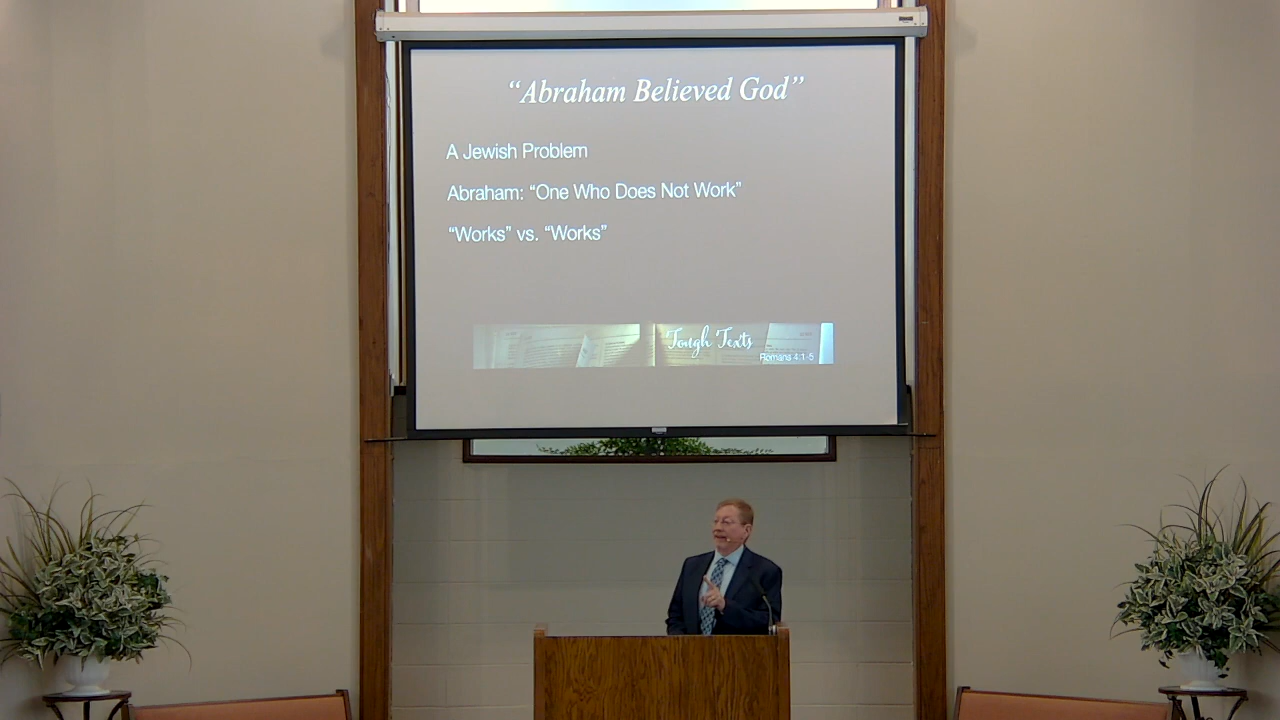 “Abraham Believed God”
A Jewish Problem
Abraham: “One Who Does Not Work”
“Works” vs. “Works”
Tough Texts
Romans 4:1-5